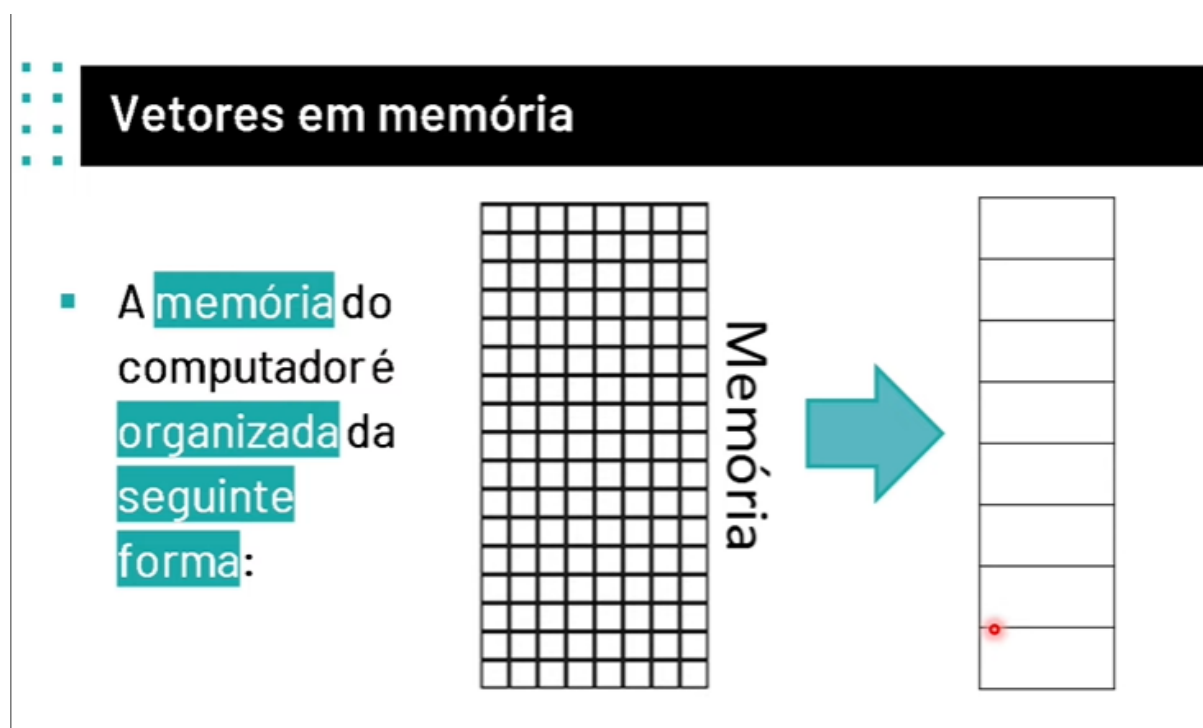 Vetores em memória
A memória do
computador é
organizada da
seguinte
forma:
Memória